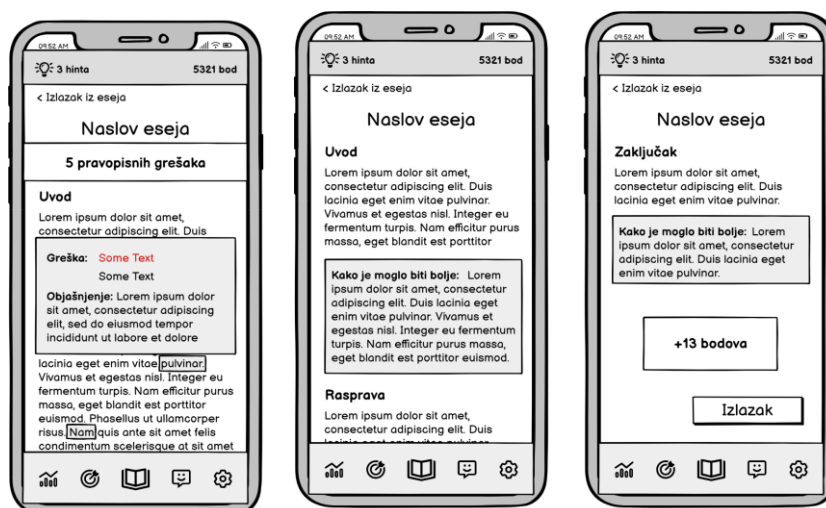 09:52 AM
3 hinta 5321 bod
< Izlazak iz eseja
Naslov eseja
5 pravopisnih grešaka
Uvod
Lorem ipsum dolor sit amet,
consectetur adipiscing elit. Duis
Greška: Some Text
Some Text
Objašnjenje: Lorem ipsum dolor
sit amet, consectetur adipiscing
elit, sed do eiusmod tempor
incididunt ut labore et dolore
lacinia eget enim vitae pulvinar.
Vivamus et egestas nisl. Integer eu
fermentum turpis. Nam efficitur purus
massa, eget blandit est porttitor
euismod. Phasellus ut ullamcorper
risus. Nam quis ante sit amet felis
condimentum scelerisque at sit amet
09:52 AM
3 hinta 5321 bod
< Izlazak iz eseja
Naslov eseja
Uvod
Lorem ipsum dolor sit amet,
consectetur adipiscing elit. Duis
lacinia eget enim vitae pulvinar.
Vivamus et egestas nisl. Integer eu
fermentum turpis. Nam efficitur purus
massa, eget blandit est porttitor
Kako je moglo biti bolje: Lorem
ipsum dolor sit amet, consectetur
adipiscing elit. Duis lacinia eget
enim vitae pulvinar. Vivamus et
egestas nisl. Integer eu fermentum
turpis. Nam efficitur purus massa,
eget blandit est porttitor euismod.
Rasprava
Lorem ipsum dolor sit amet,
consectetur adipiscing elit. Duis
lacinia eget enim vitae pulvinar.
09:52 AM
3 hinta 5321 bod
< Izlazak iz eseja
Naslov eseja
Zaključak
Lorem ipsum dolor sit amet,
consectetur adipiscing elit. Duis
lacinia eget enim vitae pulvinar.
Kako je moglo biti bolje: Lorem
ipsum dolor sit amet, consectetur
adipiscing elit. Duis lacinia eget
enim vitae pulvinar.
+13 bodova
Izlazak